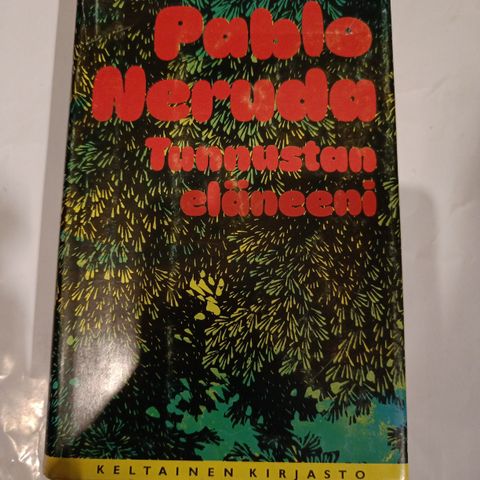 Pablo
Neruda
Tunnustan
eläneeni
KELTAINEN KIRJASTO